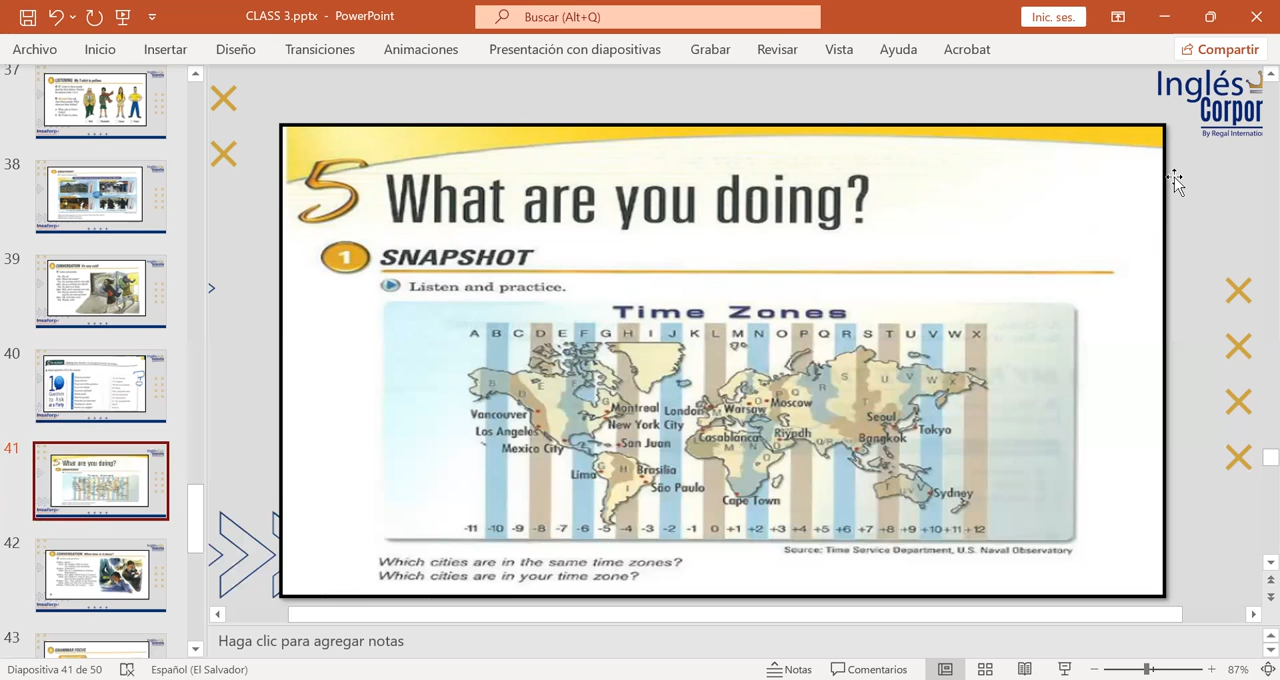 CLASS 3.pptx - PowerPoint
Buscar (Alt+Q)
Inic. ses.
Archivo Inicio Insertar Diseño Transiciones Animaciones Presentación con diapositivas Grabar Revisar Vista Ayuda Acrobat
Compartir
37
38
39
40
41
42
43
Inglés
Corpor
By Regal Internatio
5 What are you doing?
1 SNAPSHOT
Listen and practice.
Time Zones
A B C D E F G H I J K L M N O P Q R S T U V W X
Vancouver
Los Angeles
Mexico City
Montreal
New York City
San Juan
Lima
Brasilia
São Paulo
London
Warsaw
Moscow
Casablanca
Riyadh
Cape Town
Seoul
Tokyo
Bangkok
Sydney
-11 -10 -9 -8 -7 -6 -5 -4 -3 -2 -1 0 +1 +2 +3 +4 +5 +6 +7 +8 +9 +10 +11 +12
Source: Time Service Department, U.S. Naval Observatory
Which cities are in the same time zones?
Which cities are in your time zone?
Haga clic para agregar notas
Diapositiva 41 de 50 Español (El Salvador) Notas Comentarios 87%